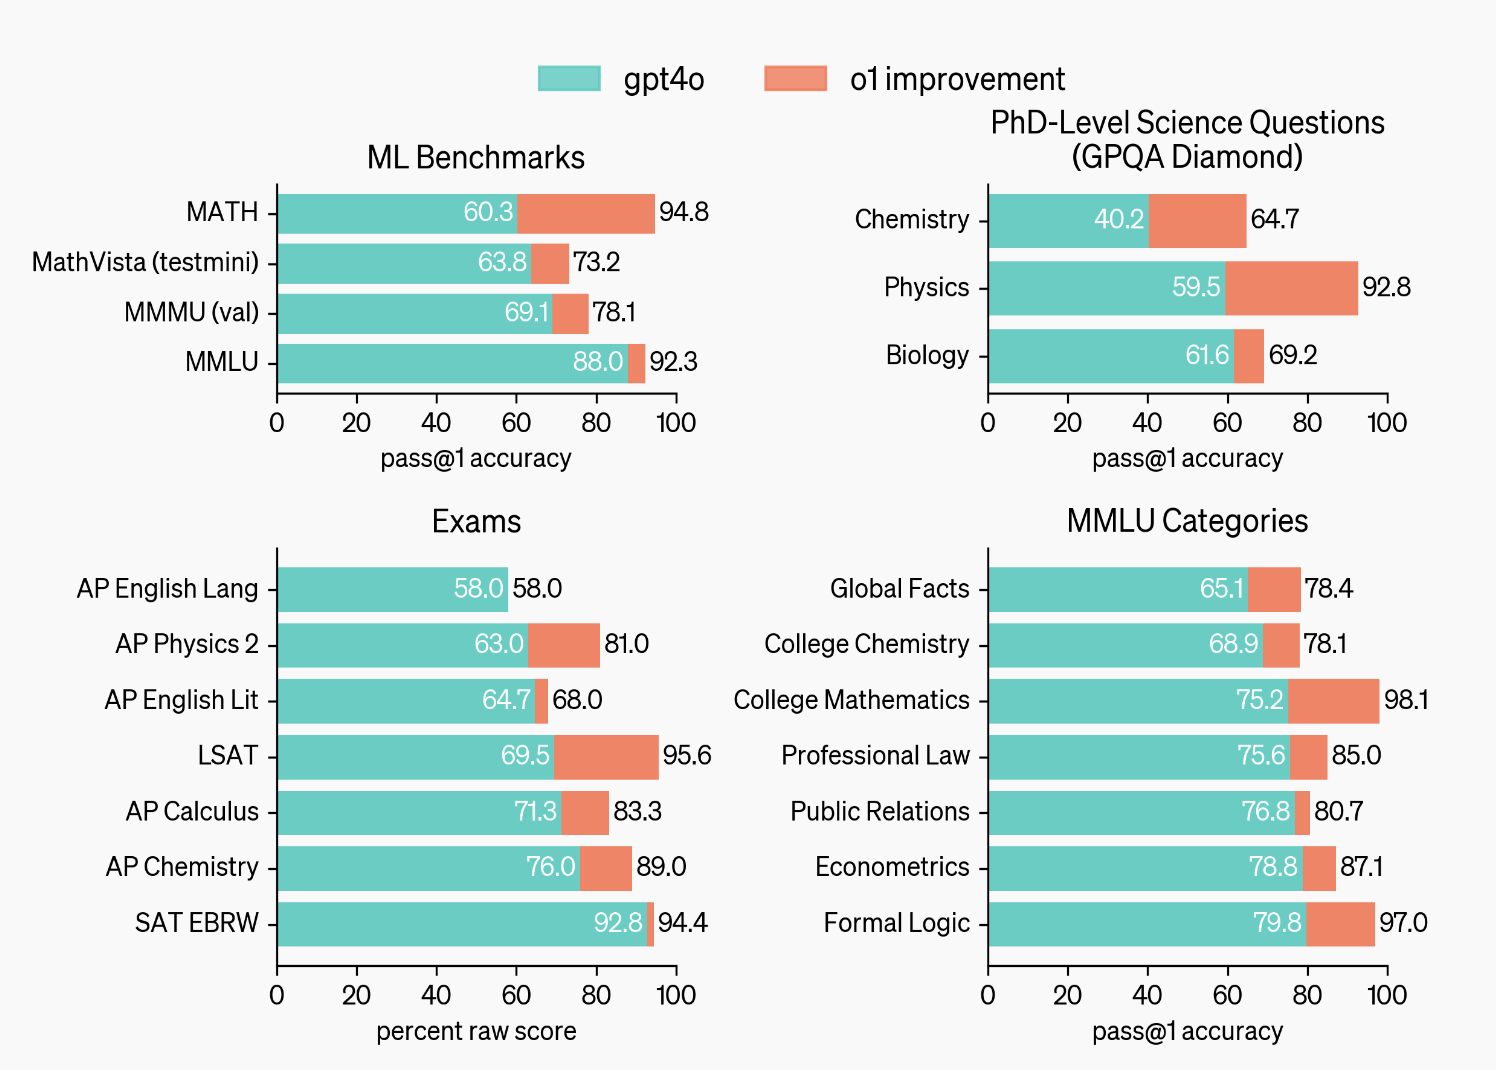 gpt4o
o1 improvement
ML Benchmarks
MATH 60.3 94.8
MathVista (testmini) 63.8 73.2
MMMU (val) 69.1 78.1
MMLU 88.0 92.3
0 20 40 60 80 100
pass@1 accuracy
PhD-Level Science Questions
(GPQA Diamond)
Chemistry 40.2 64.7
Physics 59.5 92.8
Biology 61.6 69.2
0 20 40 60 80 100
pass@1 accuracy
Exams
AP English Lang 58.0 58.0
AP Physics 2 63.0 81.0
AP English Lit 64.7 68.0
LSAT 69.5 95.6
AP Calculus 71.3 83.3
AP Chemistry 76.0 89.0
SAT EBRW 92.8 94.4
0 20 40 60 80 100
percent raw score
MMLU Categories
Global Facts 65.1 78.4
College Chemistry 68.9 78.1
College Mathematics 75.2 98.1
Professional Law 75.6 85.0
Public Relations 76.8 80.7
Econometrics 78.8 87.1
Formal Logic 79.8 97.0
0 20 40 60 80 100
pass@1 accuracy